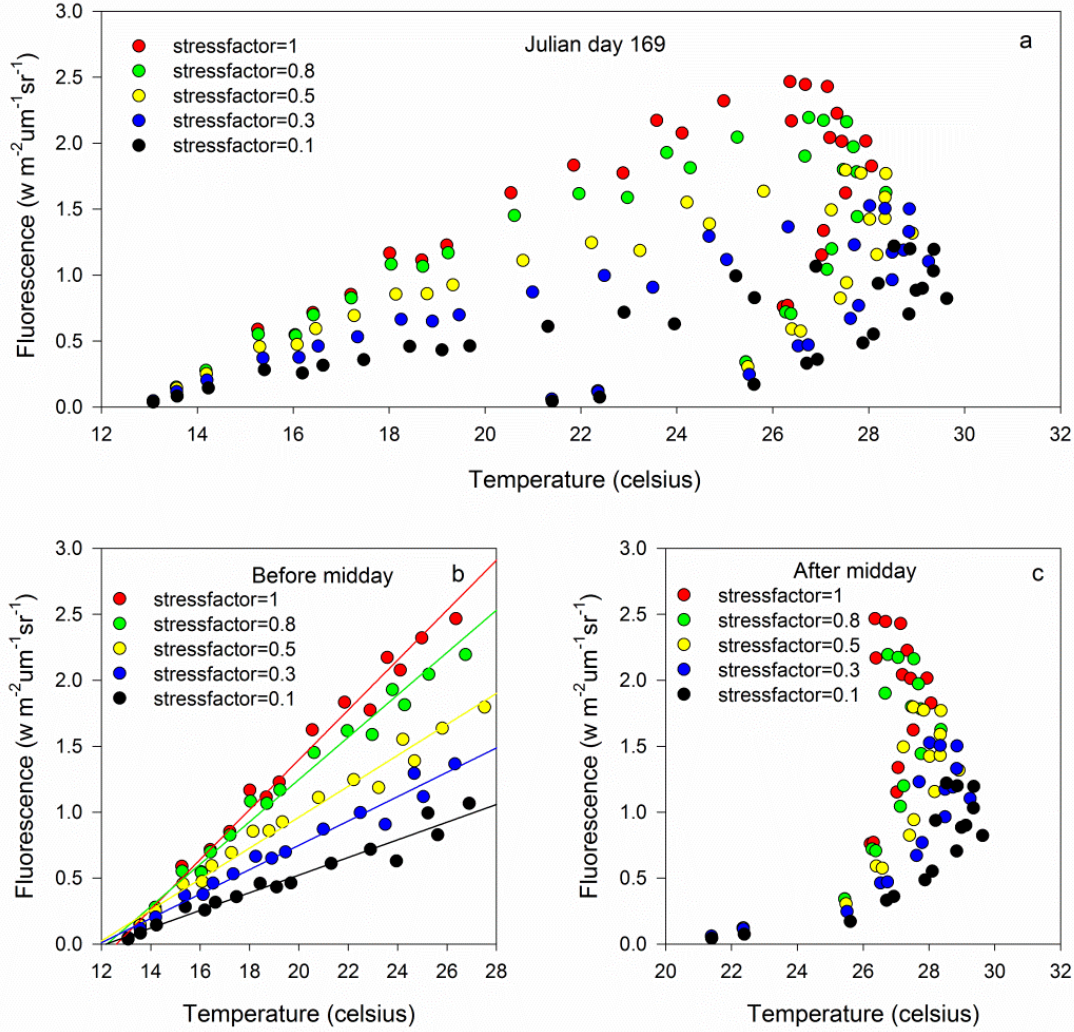 Julian day 169
a
stressfactor=1
stressfactor=0.8
stressfactor=0.5
stressfactor=0.3
stressfactor=0.1
3.0
2.5
2.0
1.5
1.0
0.5
0.0
Fluorescence (w m-2um-1sr-1)
12 14 16 18 20 22 24 26 28 30 32
Temperature (celsius)
Before midday
b
stressfactor=1
stressfactor=0.8
stressfactor=0.5
stressfactor=0.3
stressfactor=0.1
3.0
2.5
2.0
1.5
1.0
0.5
0.0
Fluorescence (w m-2um-1sr-1)
12 14 16 18 20 22 24 26 28
Temperature (celsius)
After midday
c
stressfactor=1
stressfactor=0.8
stressfactor=0.5
stressfactor=0.3
stressfactor=0.1
3.0
2.5
2.0
1.5
1.0
0.5
0.0
Fluorescence (w m-2um-1sr-1)
20 22 24 26 28 30 32
Temperature (celsius)